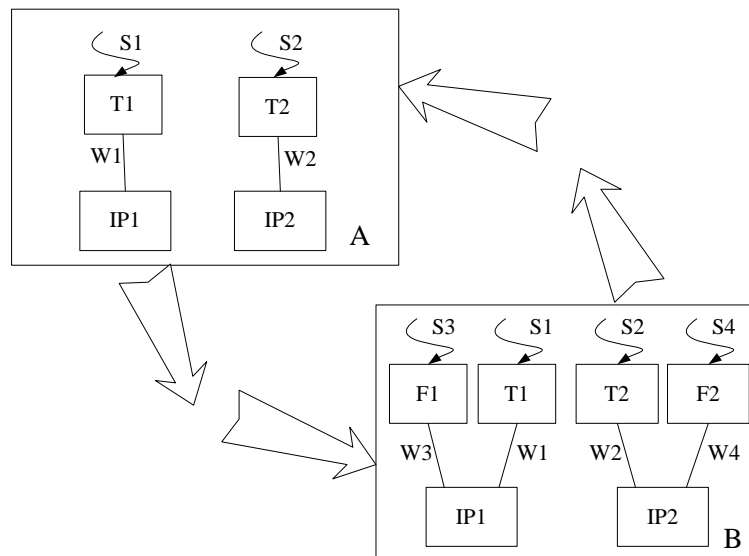 S1 S2
T1 T2
W1 W2
IP1 IP2
A
S3 S1 S2 S4
F1 T1 T2 F2
W3 W1 W2 W4
IP1 IP2
B